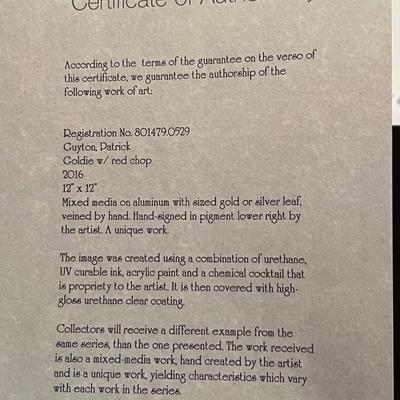 Certificate of
According to the terms of the guarantee on the verso of
this certificate, we guarantee the authorship of the
following work of art:
Registration No. 801479.0529
Guyton, Patrick
Goldie w/ red chop
2016
12" x 12"
Mixed media on aluminum with sized gold or silver leaf,
veined by hand. Hand-signed in pigment lower right by
the artist. A unique work.
The image was created using a combination of urethane,
UV curable ink, acrylic paint and a chemical cocktail that
is propriety to the artist. It is then covered with high-
gloss urethane clear coating.
Collectors will receive a different example from the
same series, than the one presented. The work received
is also a mixed-media work, hand created by the artist
and is a unique work, yielding characteristics which vary
with each work in the series.